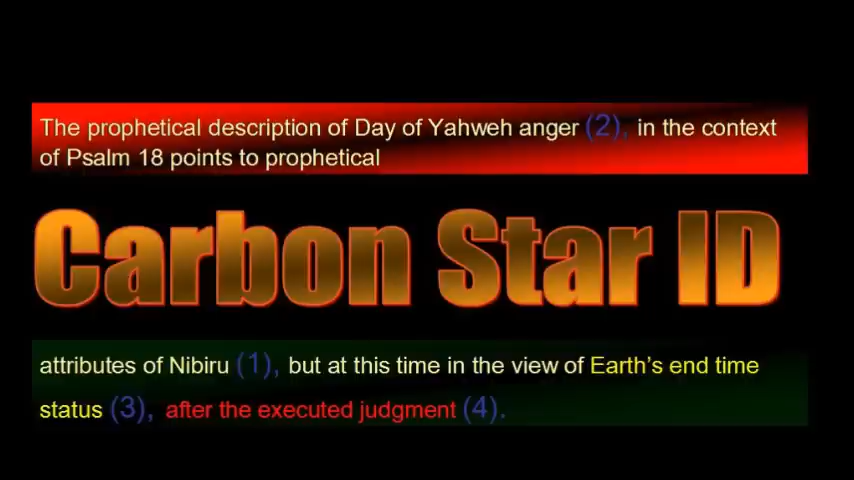 The prophetical description of Day of Yahweh anger (2), in the context
of Psalm 18 points to prophetical
Carbon Star ID
attributes of Nibiru (1), but at this time in the view of Earth's end time
status (3), after the executed judgment (4).